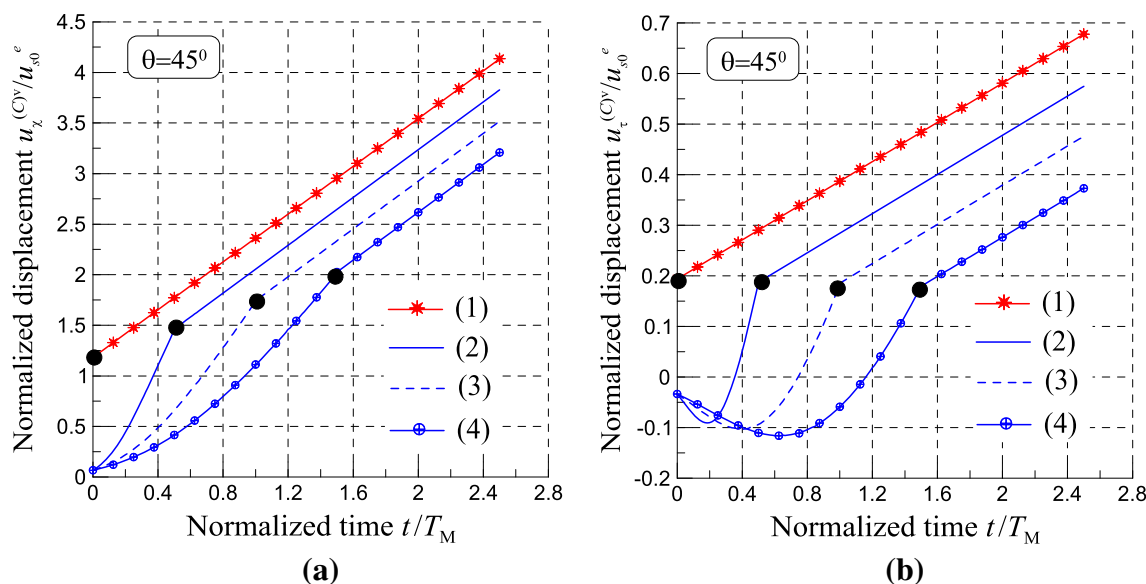 Normalized displacement u_χ^(C)v/u_s0^e
4.5
4
3.5
3
2.5
2
1.5
1
0.5
0
θ=45⁰
(1)
(2)
(3)
(4)
0 0.4 0.8 1.2 1.6 2 2.4 2.8
Normalized time t/T_M
(a)
Normalized displacement u_τ^(C)v/u_s0^e
0.7
0.6
0.5
0.4
0.3
0.2
0.1
0
-0.1
-0.2
θ=45⁰
(1)
(2)
(3)
(4)
0 0.4 0.8 1.2 1.6 2 2.4 2.8
Normalized time t/T_M
(b)